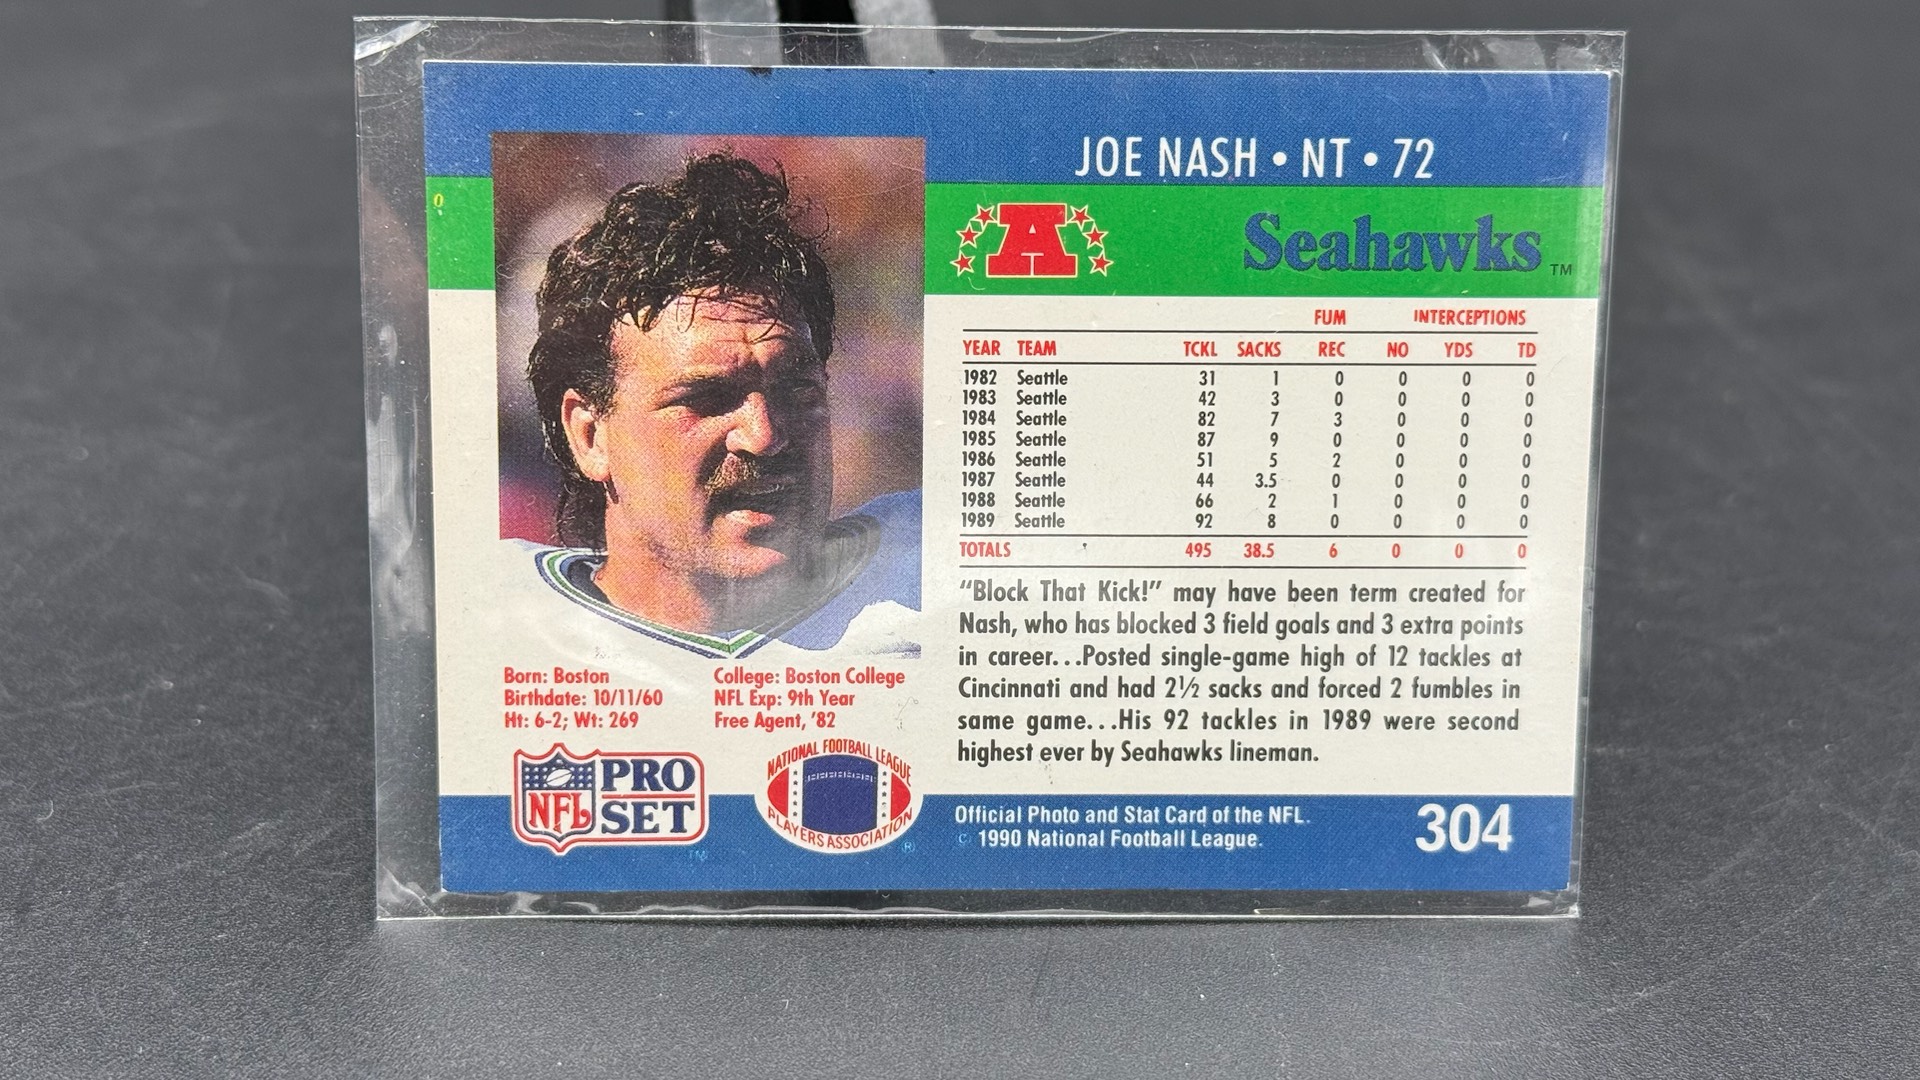 JOE NASH • NT • 72
0
A
Seahawks TM
FUM INTERCEPTIONS
YEAR TEAM TCKL SACKS REC NO YDS TD
1982 Seattle 31 1 0 0 0 0
1983 Seattle 42 3 0 0 0 0
1984 Seattle 82 7 3 0 0 0
1985 Seattle 87 9 0 0 0 0
1986 Seattle 51 5 2 0 0 0
1987 Seattle 44 3.5 0 0 0 0
1988 Seattle 66 2 1 0 0 0
1989 Seattle 92 8 0 0 0 0
TOTALS 495 38.5 6 0 0 0
“Block That Kick!” may have been term created for
Nash, who has blocked 3 field goals and 3 extra points
in career...Posted single-game high of 12 tackles at
Cincinnati and had 2½ sacks and forced 2 fumbles in
same game...His 92 tackles in 1989 were second
highest ever by Seahawks lineman.
Born: Boston
Birthdate: 10/11/60
Ht: 6-2; Wt: 269
College: Boston College
NFL Exp: 9th Year
Free Agent, '82
NFL PRO SET TM
NATIONAL FOOTBALL LEAGUE
PLAYERS ASSOCIATION ®
Official Photo and Stat Card of the NFL.
© 1990 National Football League.
304